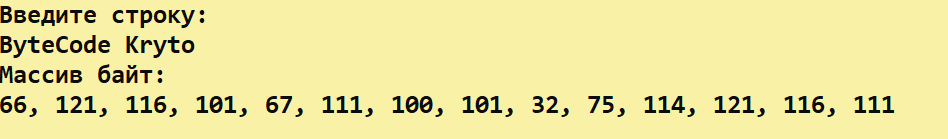 Введите строку:
ByteCode Kryto
Массив байт:
66, 121, 116, 101, 67, 111, 100, 101, 32, 75, 114, 121, 116, 111